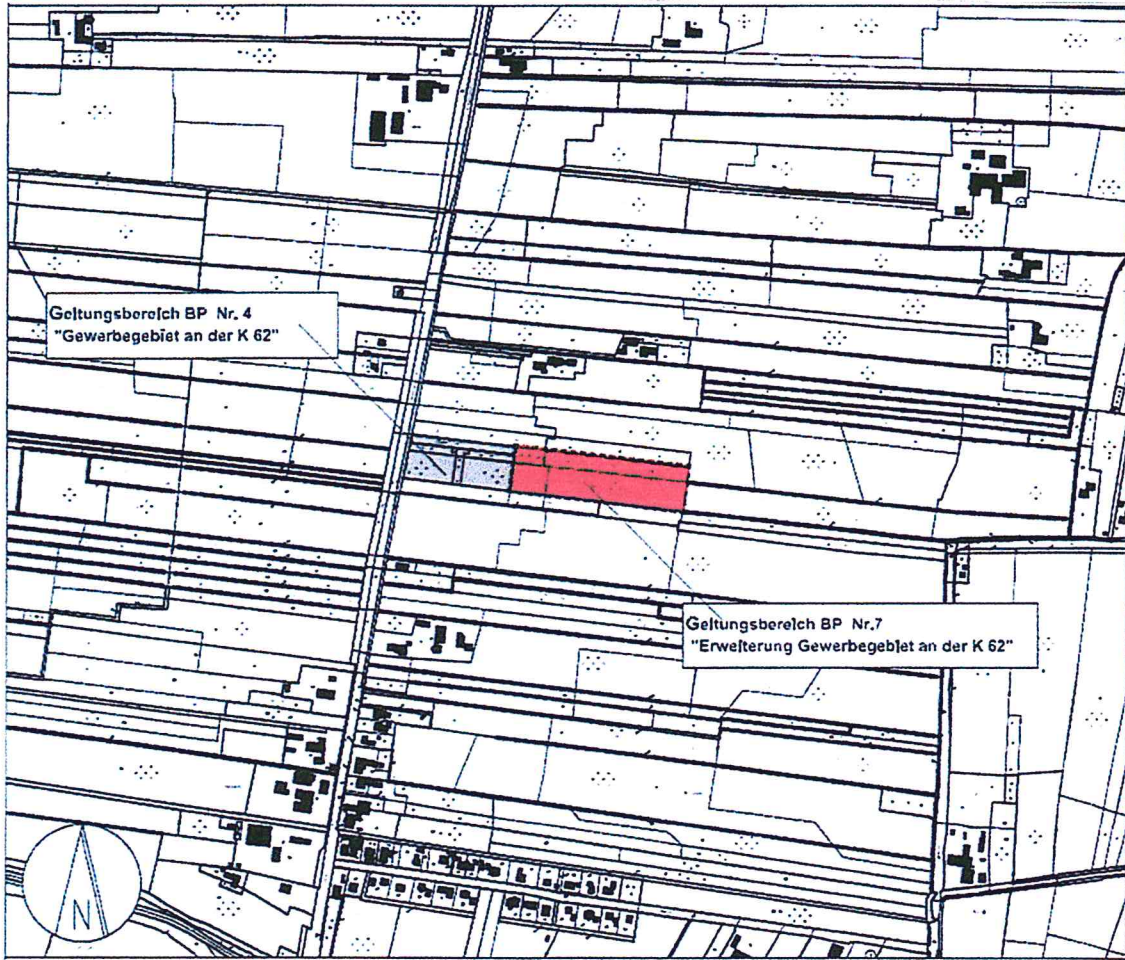 Geltungsbereich BP Nr. 4
"Gewerbegebiet an der K 62"
Geltungsbereich BP Nr.7
"Erweiterung Gewerbegebiet an der K 62"
N